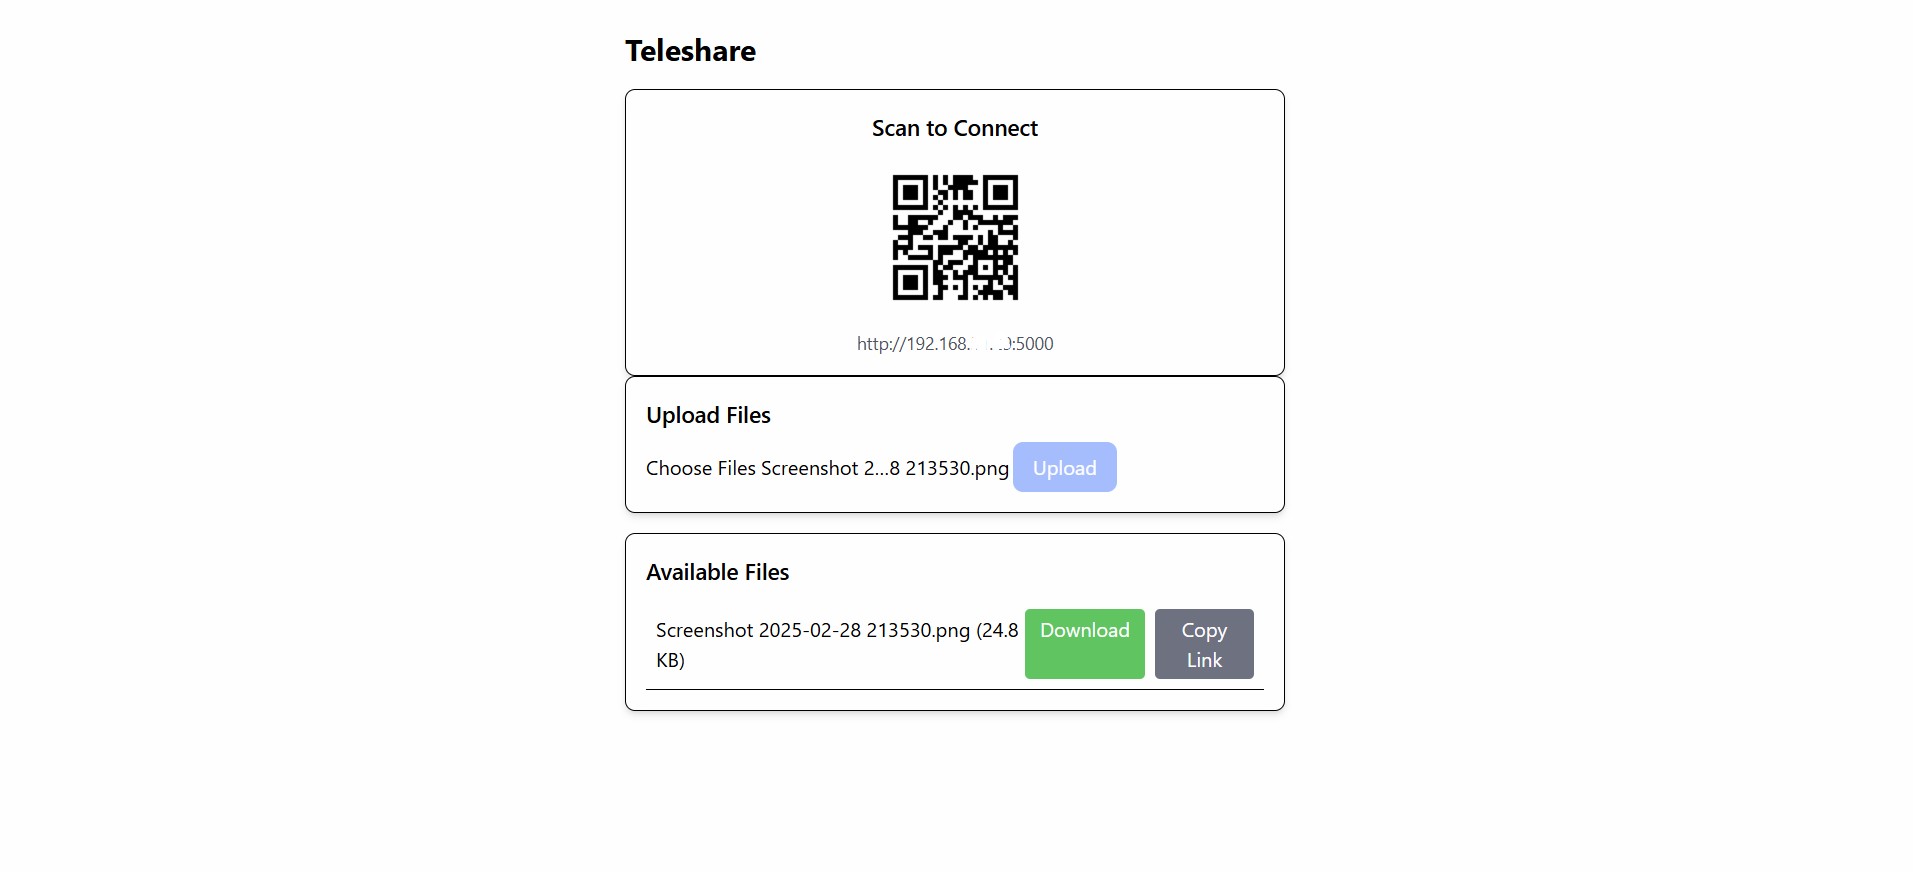 Teleshare
Scan to Connect
http://192.168. :5000
Upload Files
Choose Files Screenshot 2...8 213530.png Upload
Available Files
Screenshot 2025-02-28 213530.png (24.8
KB)
Download
Copy
Link